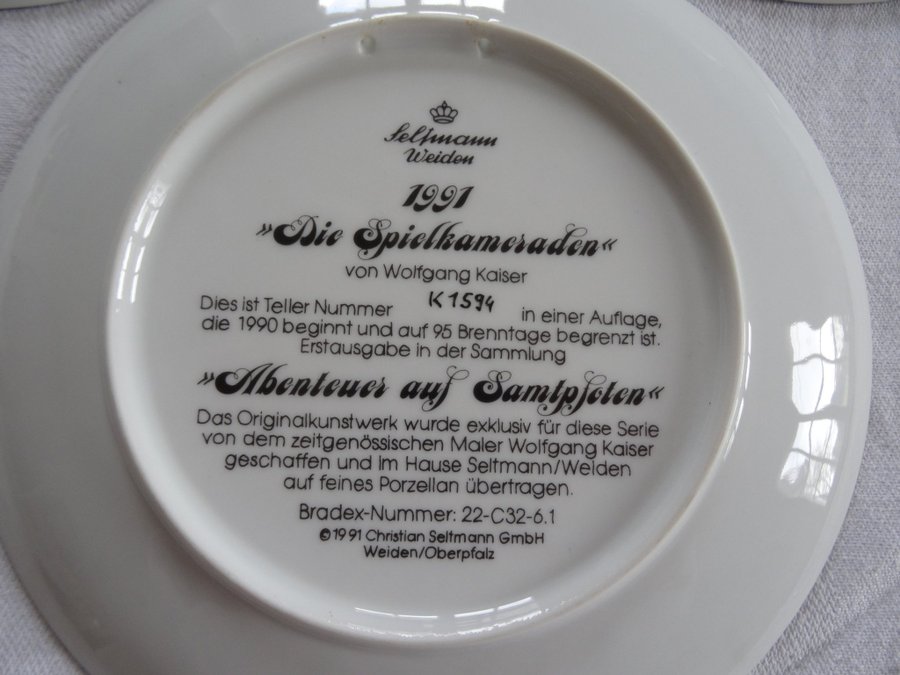 Seltmann
Weiden
1991
»Die Spielkameraden«
von Wolfgang Kaiser
Dies ist Teller Nummer K1594 in einer Auflage,
die 1990 beginnt und auf 95 Brenntage begrenzt ist.
Erstausgabe in der Sammlung
»Abenteuer auf Samtpfoten«
Das Originalkunstwerk wurde exklusiv für diese Serie
von dem zeitgenössischen Maler Wolfgang Kaiser
geschaffen und im Hause Seltmann/Weiden
auf feines Porzellan übertragen.
Bradex-Nummer: 22-C32-6.1
©1991 Christian Seltmann GmbH
Weiden/Oberpfalz